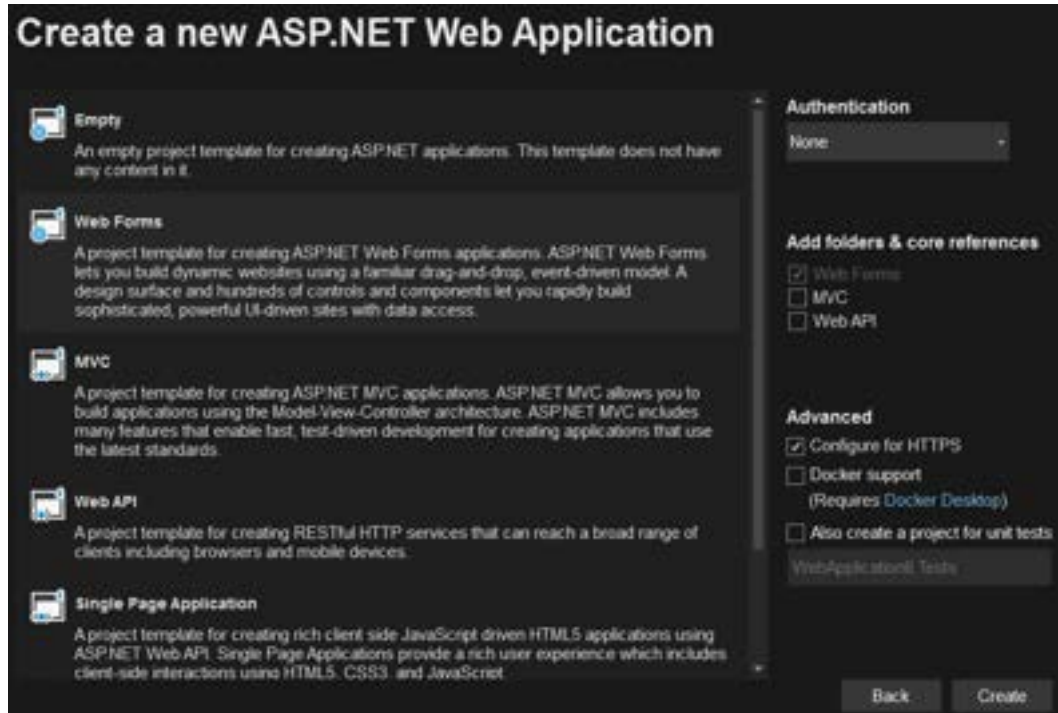 Create a new ASP.NET Web Application
Empty
An empty project template for creating ASP.NET applications. This template does not have
any content in it.
Web Forms
A project template for creating ASP.NET Web Forms applications. ASP.NET Web Forms
lets you build dynamic websites using a familiar drag-and-drop, event-driven model. A
design surface and hundreds of controls and components let you rapidly build
sophisticated, powerful UI-driven sites with data access.
MVC
A project template for creating ASP.NET MVC applications. ASP.NET MVC allows you to
build applications using the Model-View-Controller architecture. ASP.NET MVC includes
many features that enable fast, test-driven development for creating applications that use
the latest standards.
Web API
A project template for creating RESTful HTTP services that can reach a broad range of
clients including browsers and mobile devices.
Single Page Application
A project template for creating rich client side JavaScript driven HTML5 applications using
ASP.NET Web API. Single Page Applications provide a rich user experience which includes
client-side interactions using HTML5, CSS3, and JavaScript.
Authentication
None
Add folders & core references
Web Forms
MVC
Web API
Advanced
Configure for HTTPS
Docker support
(Requires Docker Desktop)
Also create a project for unit tests
Back
Create